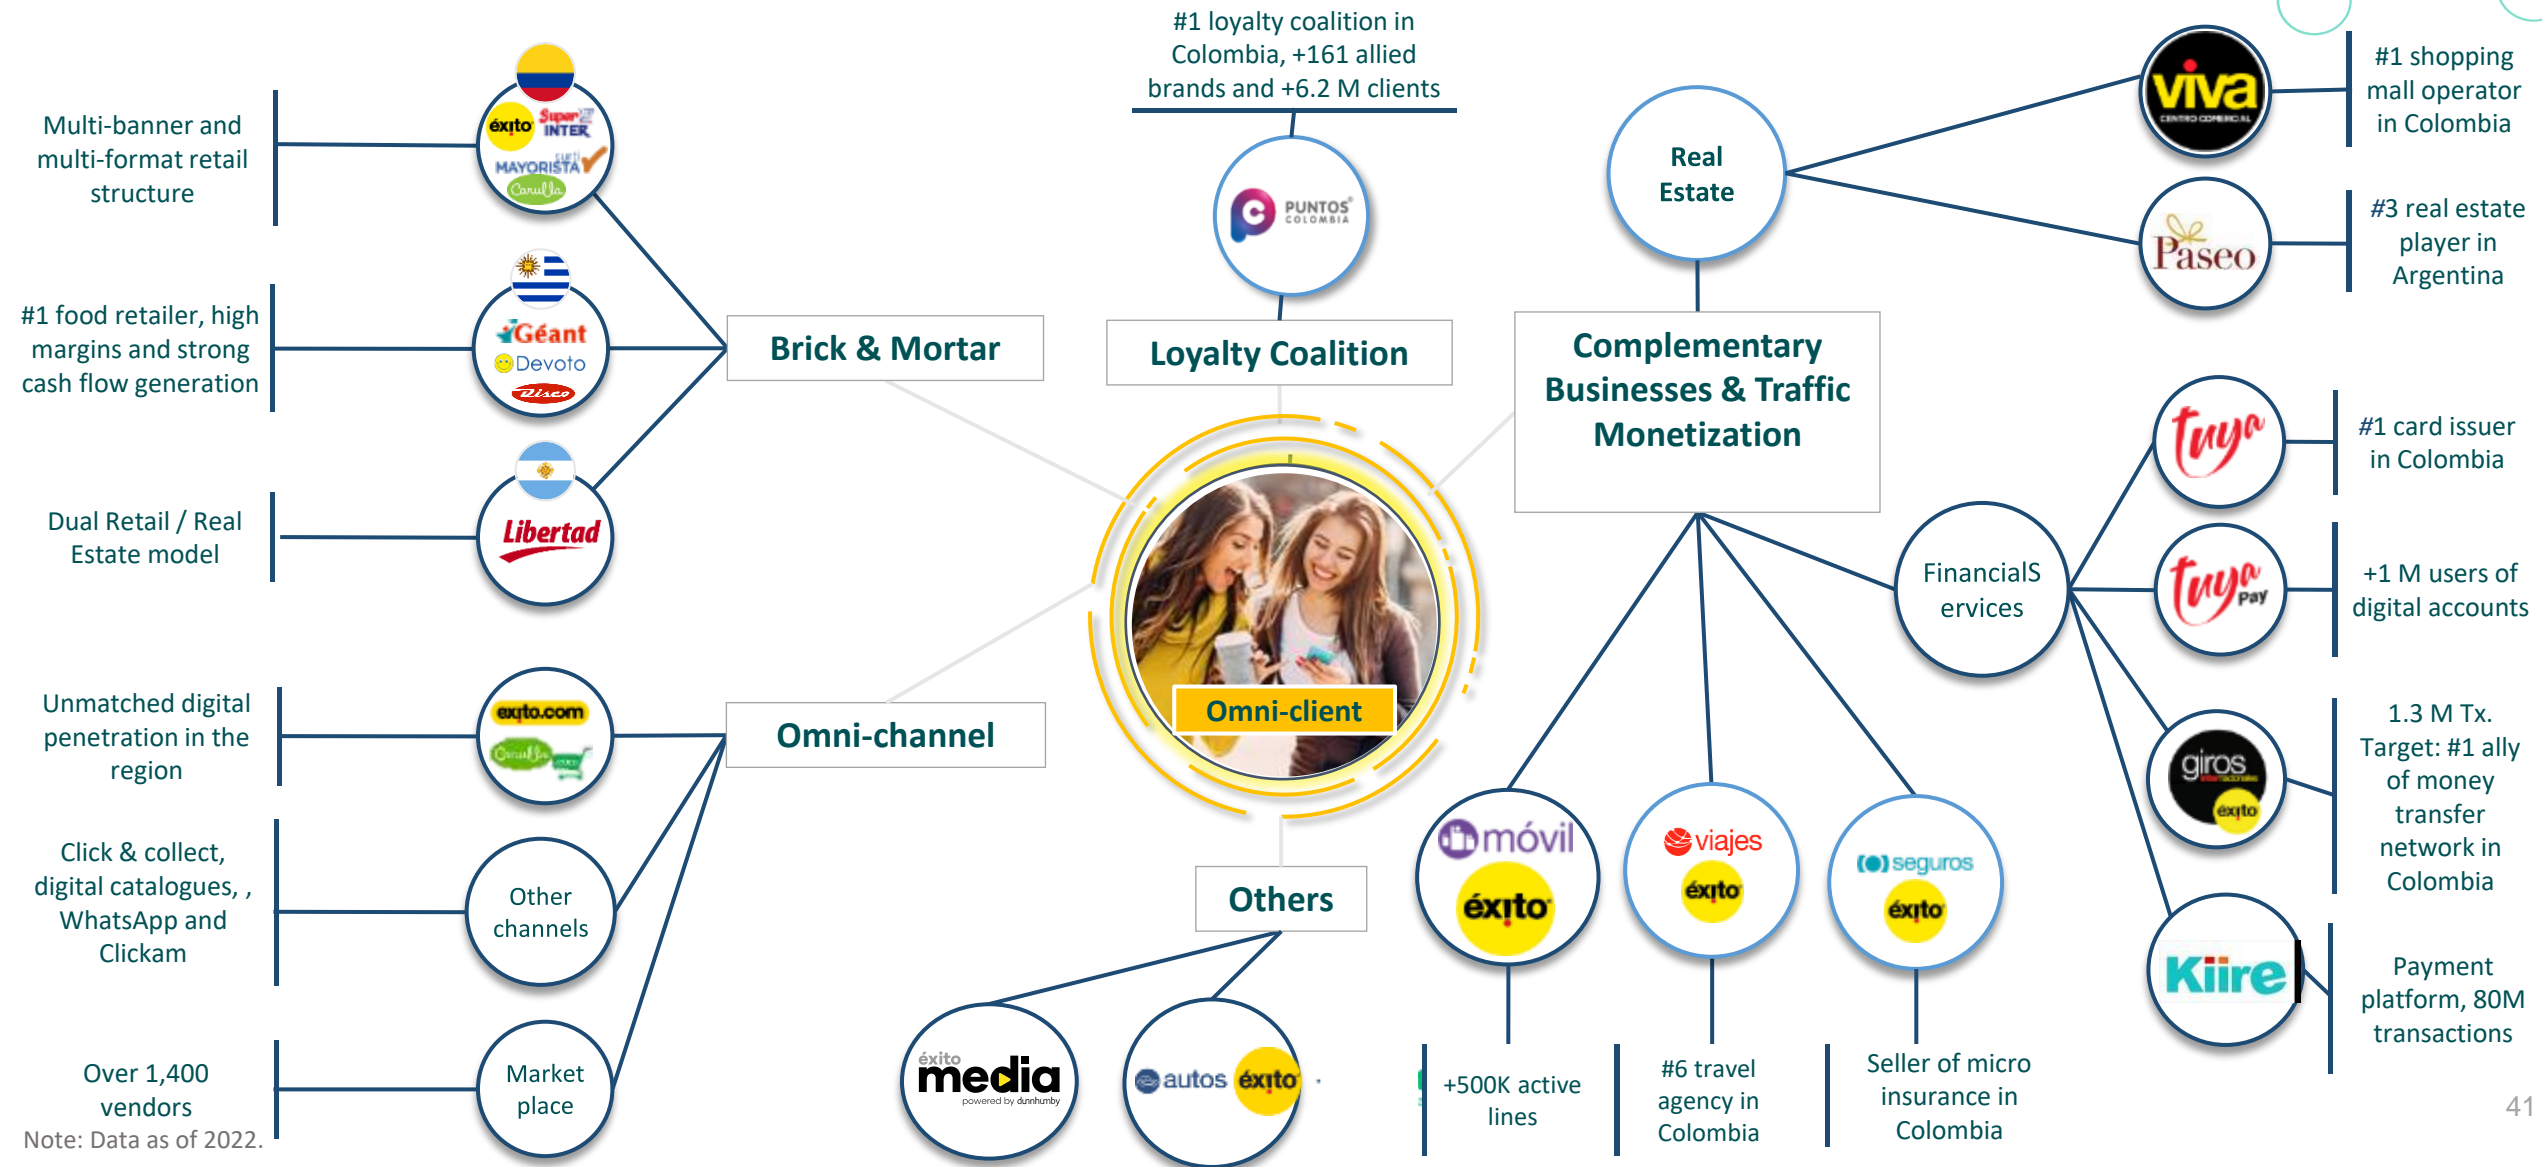 #1 loyalty coalition in
Colombia, +161 allied
brands and +6.2 M clients
PUNTOS
COLOMBIA
Loyalty Coalition
Multi-banner and
multi-format retail
structure
éxito
Super
INTER
surti
MAYORISTA
Carulla
#1 food retailer, high
margins and strong
cash flow generation
Géant
Devoto
Disco
Dual Retail / Real
Estate model
Libertad
Brick & Mortar
Unmatched digital
penetration in the
region
exito.com
Carulla
Click & collect,
digital catalogues, ,
WhatsApp and
Clickam
Other
channels
Over 1,400
vendors
Market
place
Omni-channel
Omni-client
Others
éxito
media
powered by dunnhumby
autos éxito
Complementary
Businesses & Traffic
Monetization
Real
Estate
viva
CENTRO COMERCIAL
#1 shopping
mall operator
in Colombia
Paseo
#3 real estate
player in
Argentina
FinancialS
ervices
tuya
#1 card issuer
in Colombia
tuya
Pay
+1 M users of
digital accounts
giros
internacionales
éxito
1.3 M Tx.
Target: #1 ally
of money
transfer
network in
Colombia
Kiire
Payment
platform, 80M
transactions
móvil
éxito
+500K active
lines
viajes
éxito
#6 travel
agency in
Colombia
seguros
éxito
Seller of micro
insurance in
Colombia
Note: Data as of 2022.
41